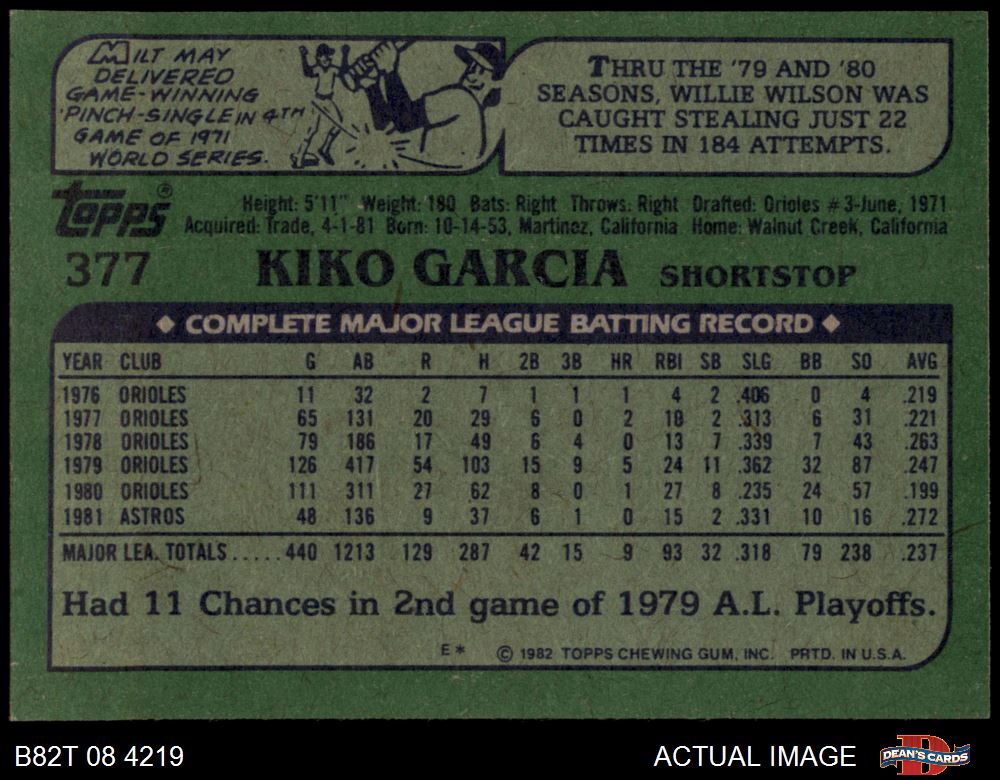 MILT MAY
DELIVERED
GAME-WINNING
PINCH-SINGLE IN 4TH
GAME OF 1971
WORLD SERIES.
THRU THE '79 AND '80
SEASONS, WILLIE WILSON WAS
CAUGHT STEALING JUST 22
TIMES IN 184 ATTEMPTS.
topps®
Height: 5'11" Weight: 180 Bats: Right Throws: Right Drafted: Orioles #3-June, 1971
Acquired: Trade, 4-1-81 Born: 10-14-53, Martinez, California Home: Walnut Creek, California
377 KIKO GARCIA SHORTSTOP
◆ COMPLETE MAJOR LEAGUE BATTING RECORD ◆
YEAR CLUB G AB R H 2B 3B HR RBI SB SLG BB SO AVG
1976 ORIOLES 11 32 2 7 1 1 1 4 2 .406 0 4 .219
1977 ORIOLES 65 131 20 29 6 0 2 10 2 .313 6 31 .221
1978 ORIOLES 79 186 17 49 6 4 0 13 7 .339 7 43 .263
1979 ORIOLES 126 417 54 103 15 9 5 24 11 .362 32 87 .247
1980 ORIOLES 111 311 27 62 8 0 1 27 8 .235 24 57 .199
1981 ASTROS 48 136 9 37 6 1 0 15 2 .331 10 16 .272
MAJOR LEA. TOTALS.....440 1213 129 287 42 15 9 93 32 .318 79 238 .237
Had 11 Chances in 2nd game of 1979 A.L. Playoffs.
E* © 1982 TOPPS CHEWING GUM, INC. PRTD. IN U.S.A.
B82T 08 4219
ACTUAL IMAGE
DEAN'S CARDS